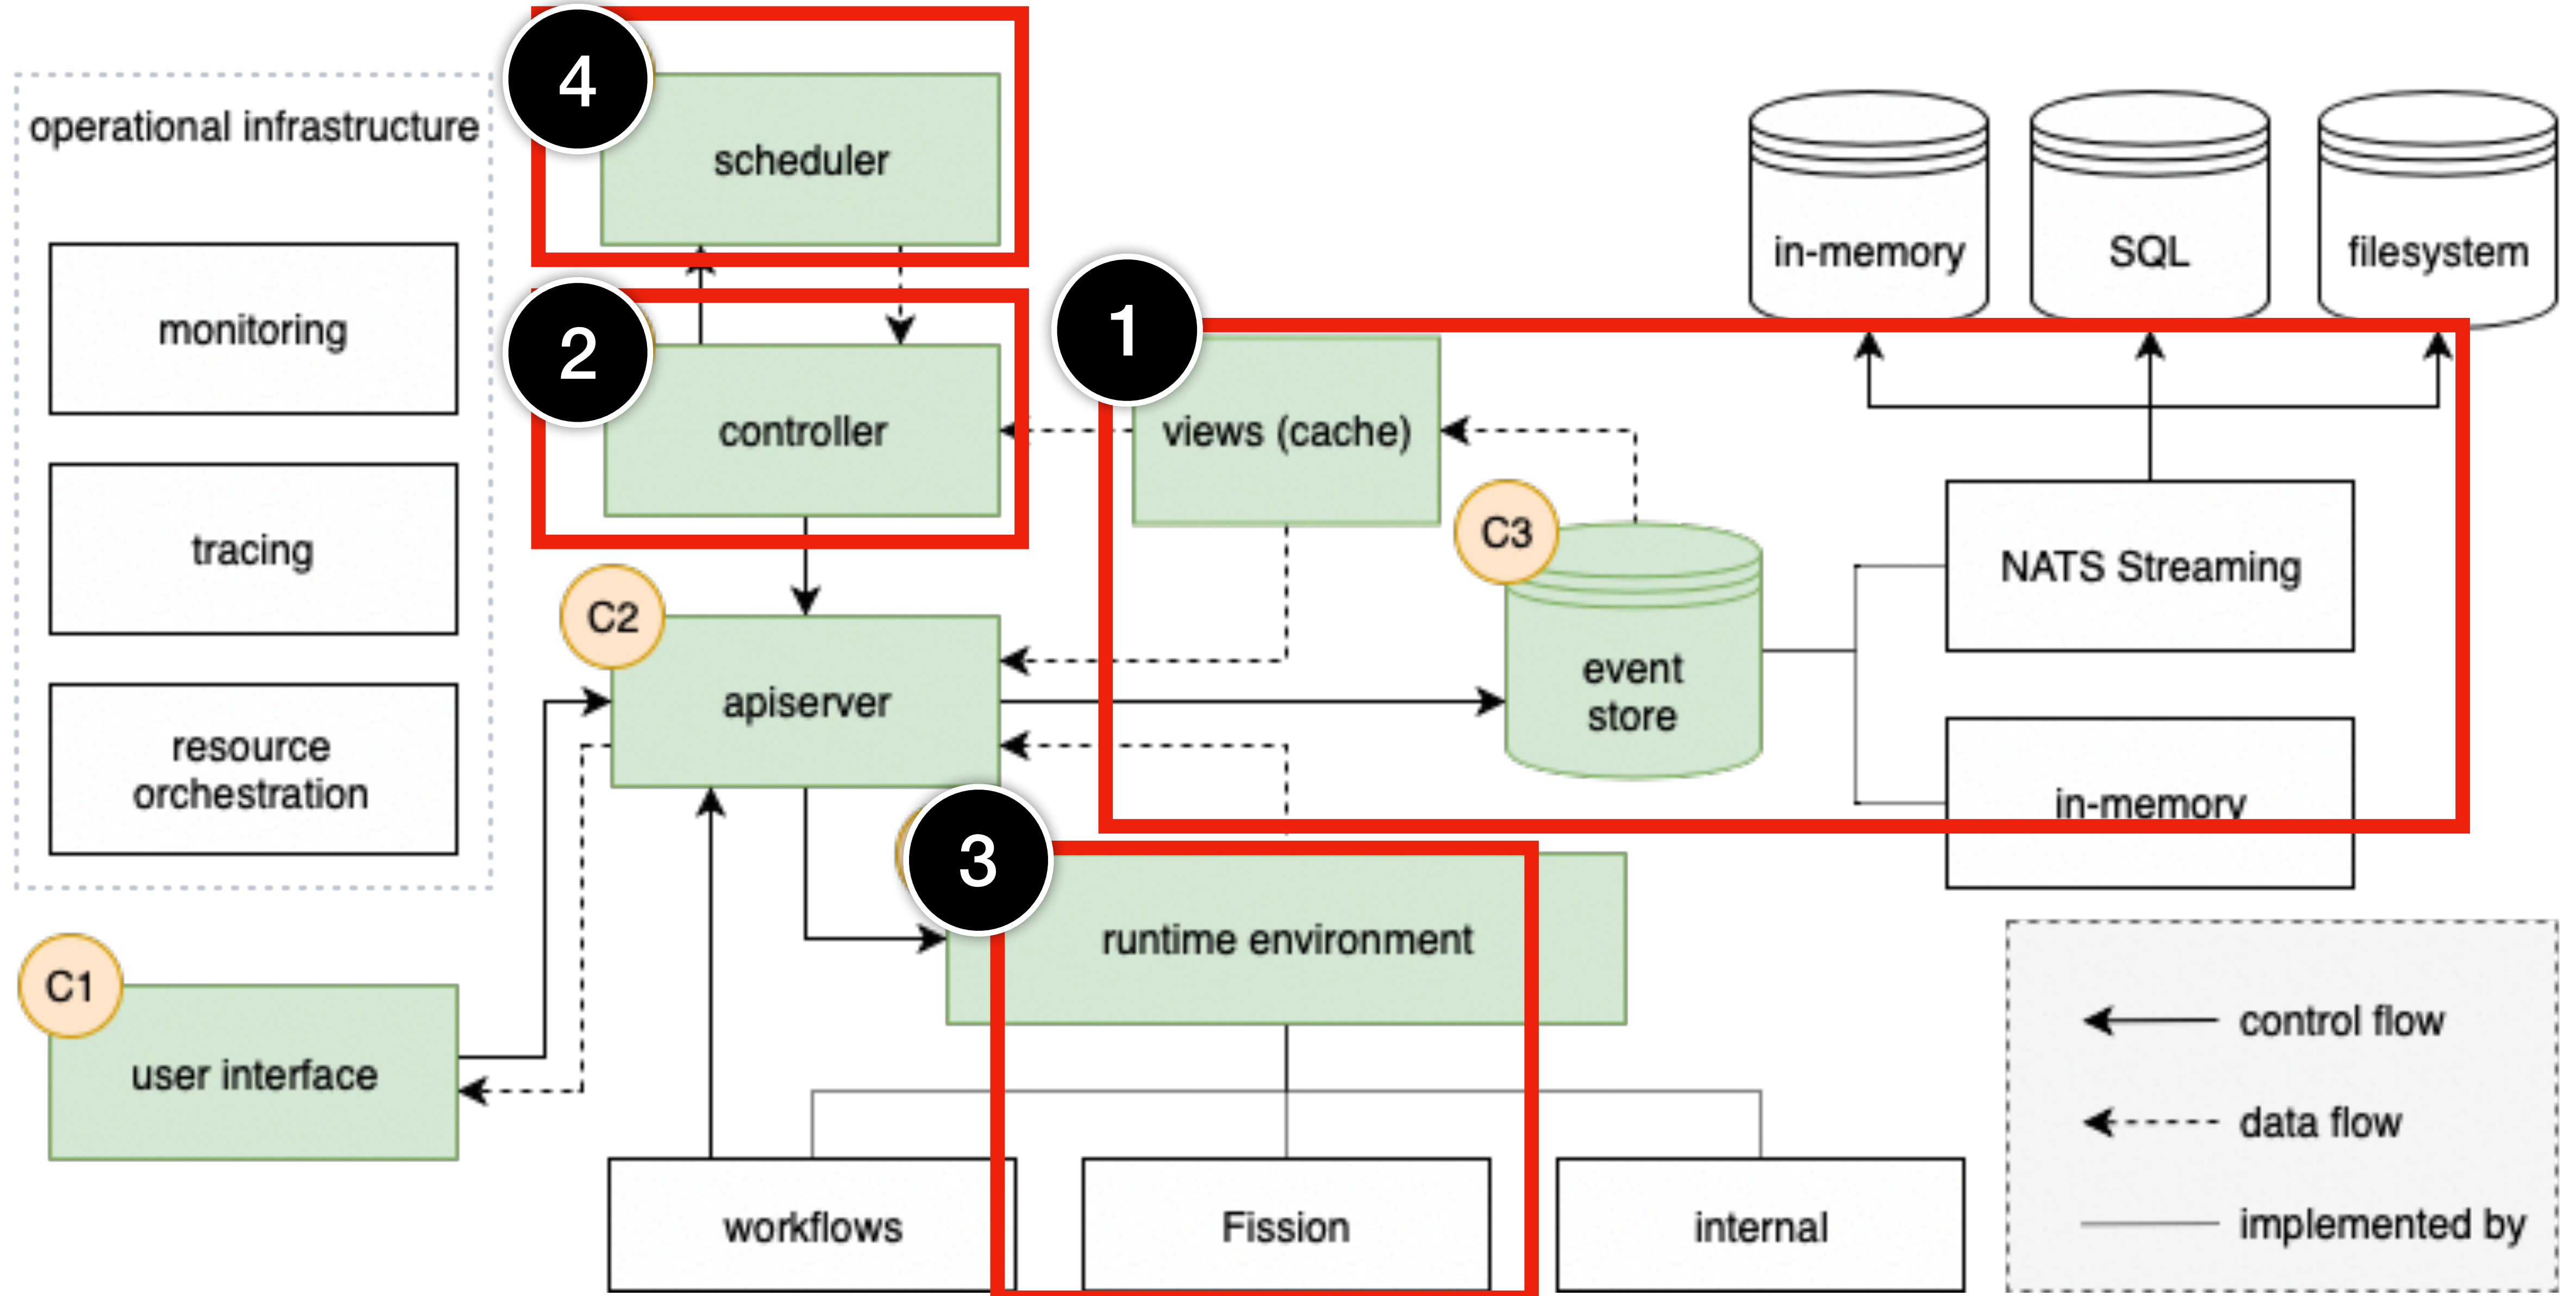 4
operational infrastructure
scheduler
in-memory
SQL
filesystem
monitoring
2
1
controller
views (cache)
C3
tracing
NATS Streaming
C2
event
store
apiserver
resource
orchestration
in-memory
3
runtime environment
C1
user interface
control flow
data flow
implemented by
workflows
Fission
internal